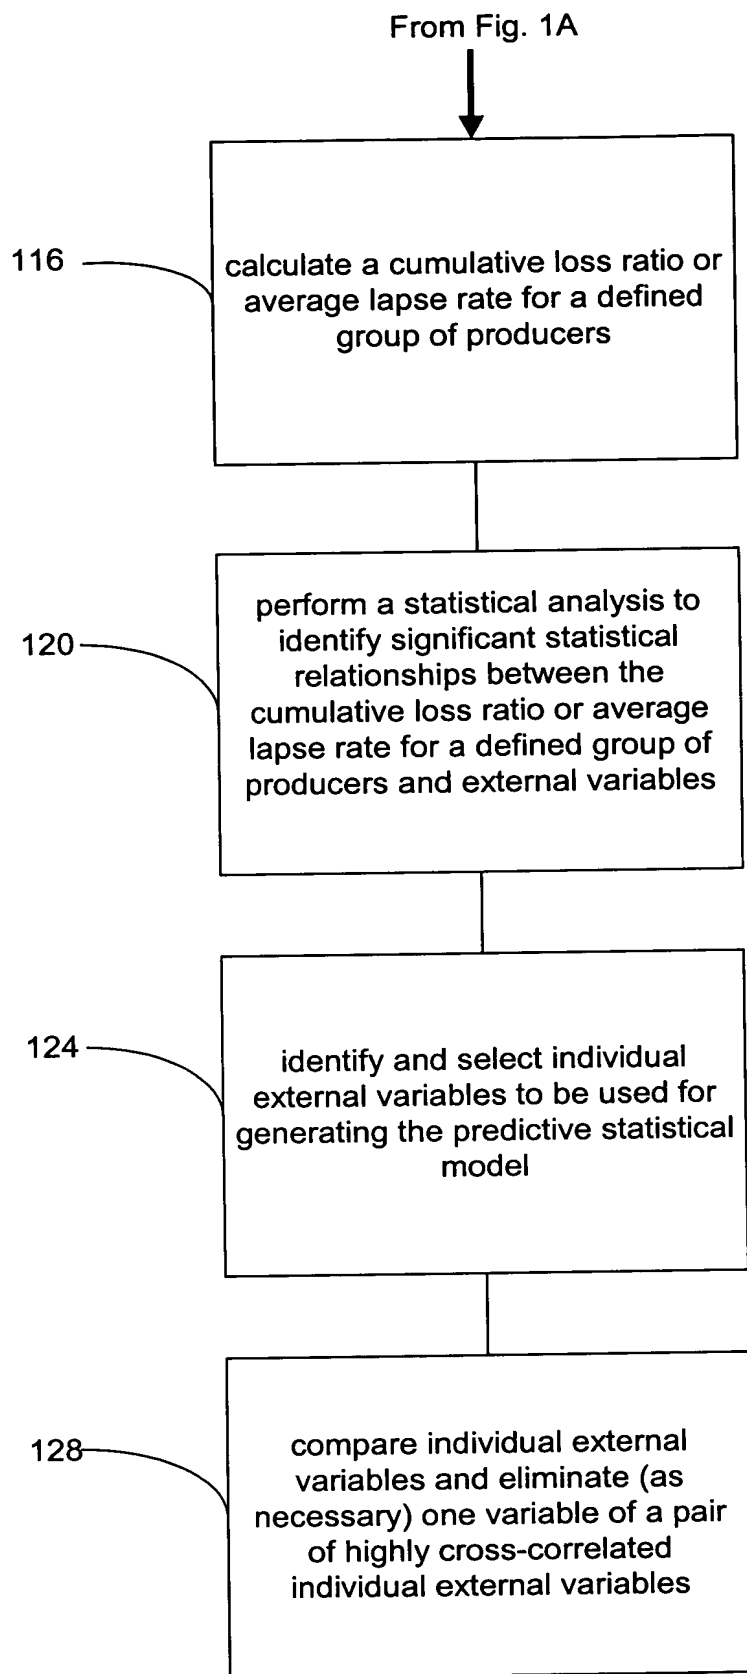 From Fig. 1A
116
calculate a cumulative loss ratio or
average lapse rate for a defined
group of producers
120
perform a statistical analysis to
identify significant statistical
relationships between the
cumulative loss ratio or average
lapse rate for a defined group of
producers and external variables
124
identify and select individual
external variables to be used for
generating the predictive statistical
model
128
compare individual external
variables and eliminate (as
necessary) one variable of a pair
of highly cross-correlated
individual external variables